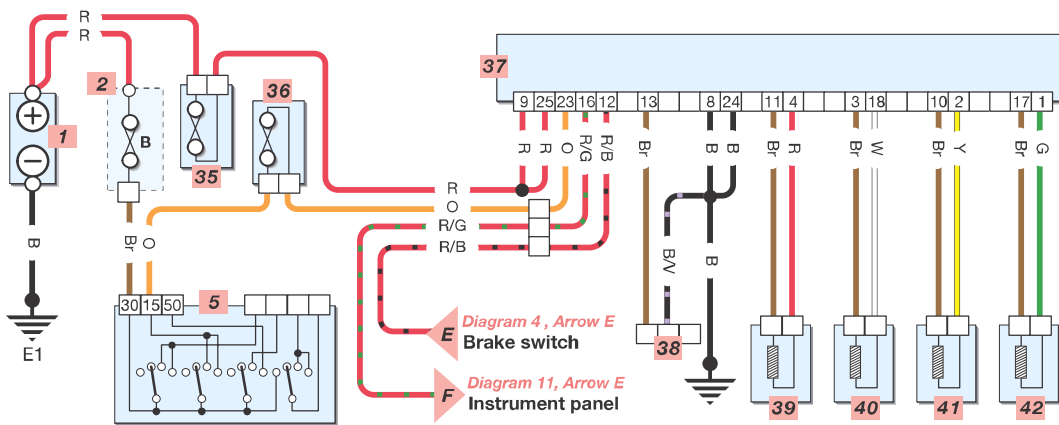 R
R
2
36
37
1
B
35
9 25 23 16 12 13 8 24 11 4 3 18 10 2 17 1
R R O R/G R/B Br B B Br R Br W Br Y Br G
R
O
R/G
R/B
B
Br
O
B/V
B
30 15 50
5
E
Diagram 4, Arrow E
Brake switch
38
E1
F
Diagram 11, Arrow E
Instrument panel
39
40
41
42